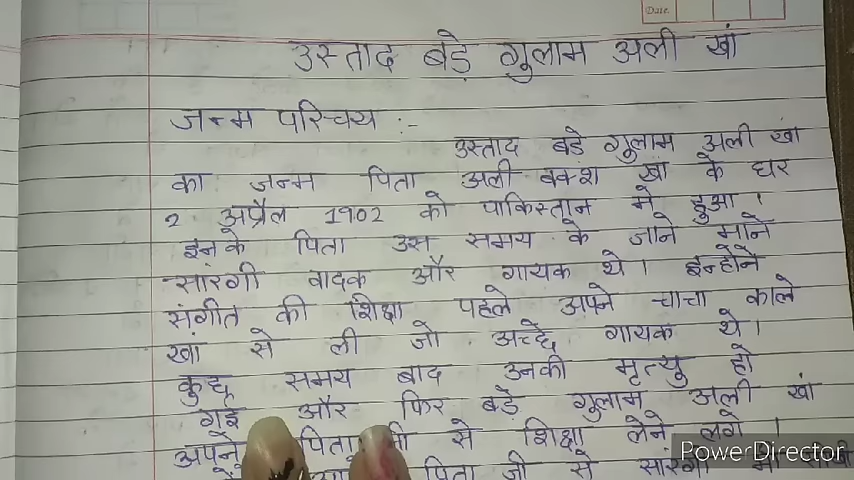 Date
उस्ताद बड़े गुलाम अली खां
जन्म परिचय :-
उस्ताद बडे गुलाम अली खां
का जन्म पिता अली बक्श खां के घर
2 अप्रैल 1902 को पाकिस्तान मे हुआ।
इनके पिता उस समय के जाने माने
सारंगी वादक और गायक थे। इन्होने
संगीत की शिक्षा पहले अपने चाचा काले
खां से ली जो अच्छे गायक थे।
कुछ समय बाद उनकी मृत्यु हो
गई और फिर बड़े गुलाम अली खां
अपने पिता जी से शिक्षा लेने लगे।
पिता जी से सारंगी
PowerDirector